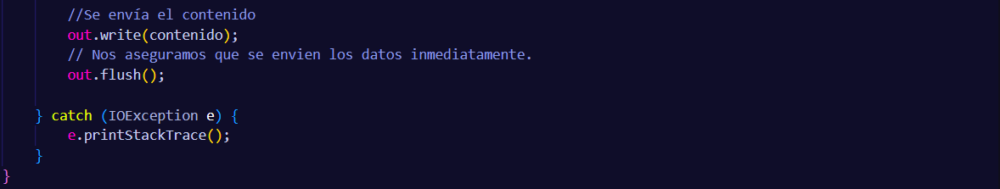 //Se envía el contenido
out.write(contenido);
// Nos aseguramos que se envien los datos inmediatamente.
out.flush();
} catch (IOException e) {
e.printStackTrace();
}
}